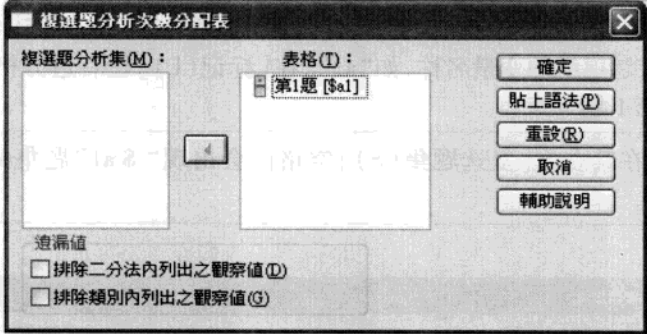 複選題分析次數分配表
複選題分析集(M)：
表格(T)：
第1題 [$a1]
確定
貼上語法(P)
重設(R)
取消
輔助說明
遺漏值
排除二分法內列出之觀察值(D)
排除類別內列出之觀察值(G)